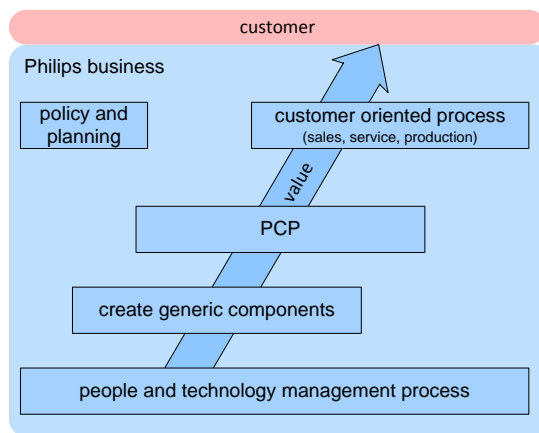 customer
Philips business
policy and
planning
customer oriented process
(sales, service, production)
value
PCP
create generic components
people and technology management process